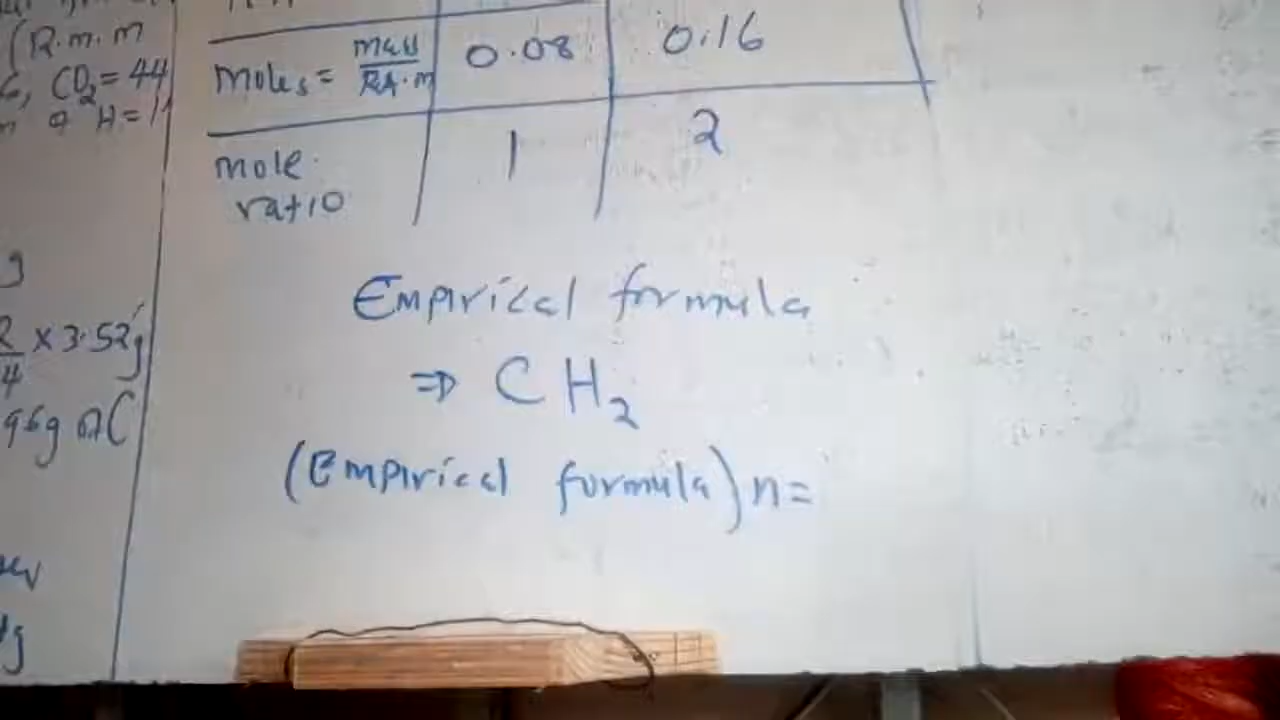 (R.m.m
CO₂ = 44
H = 1
g
x 3.52g
96g of C
moles = mass/RA.m 0.08 0.16
mole ratio 1 2
Empirical formula
⇒ CH₂
(Empirical formula)n=